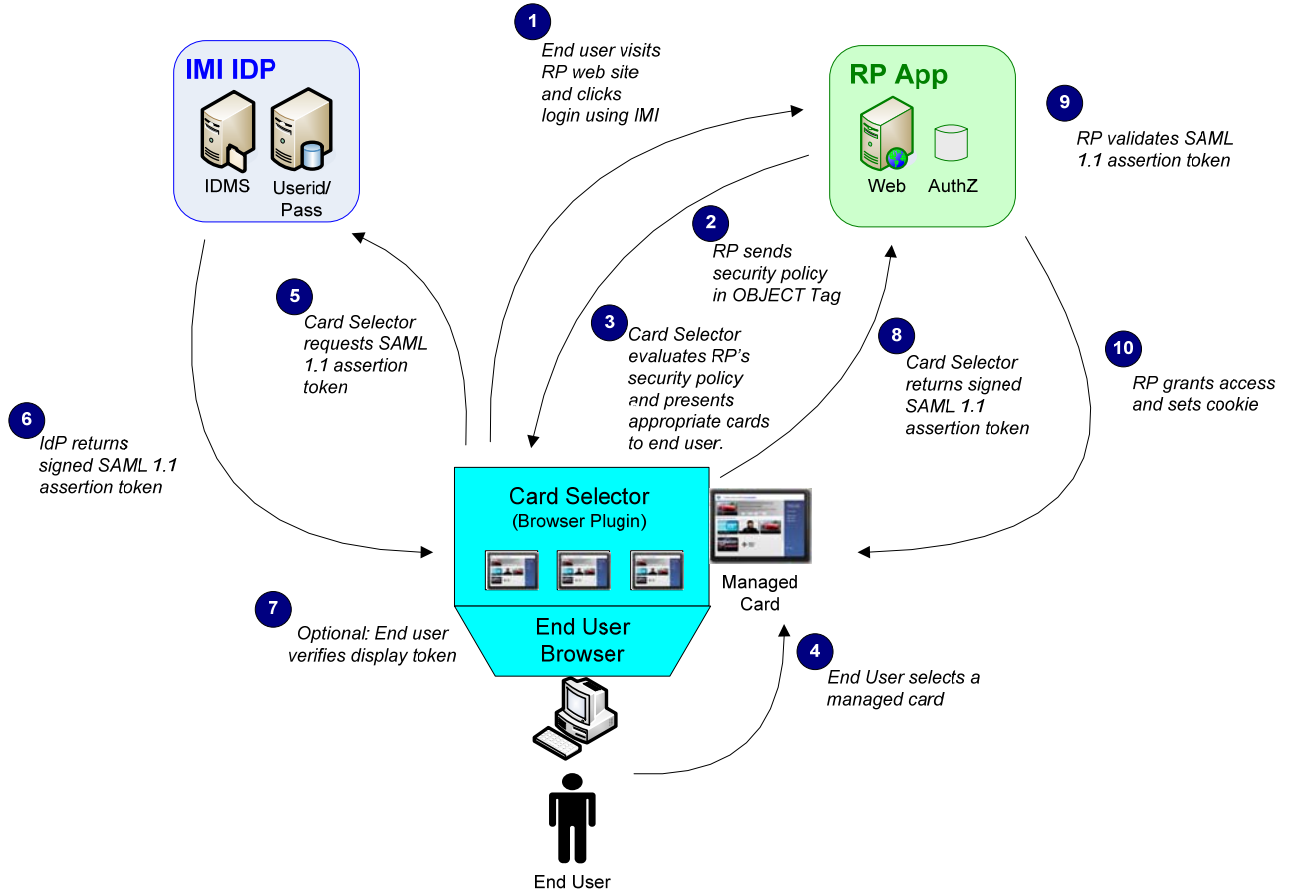 1
End user visits
RP web site
and clicks
login using IMI
IMI IDP
IDMS
Userid/
Pass
RP App
Web
AuthZ
9
RP validates SAML
1.1 assertion token
2
RP sends
security policy
in OBJECT Tag
5
Card Selector
requests SAML
1.1 assertion
token
3
Card Selector
evaluates RP's
security policy
and presents
appropriate cards
to end user.
8
Card Selector
returns signed
SAML 1.1
assertion token
10
RP grants access
and sets cookie
6
IdP returns
signed SAML 1.1
assertion token
Card Selector
(Browser Plugin)
Managed
Card
7
Optional: End user
verifies display token
End User
Browser
4
End User selects a
managed card
End User